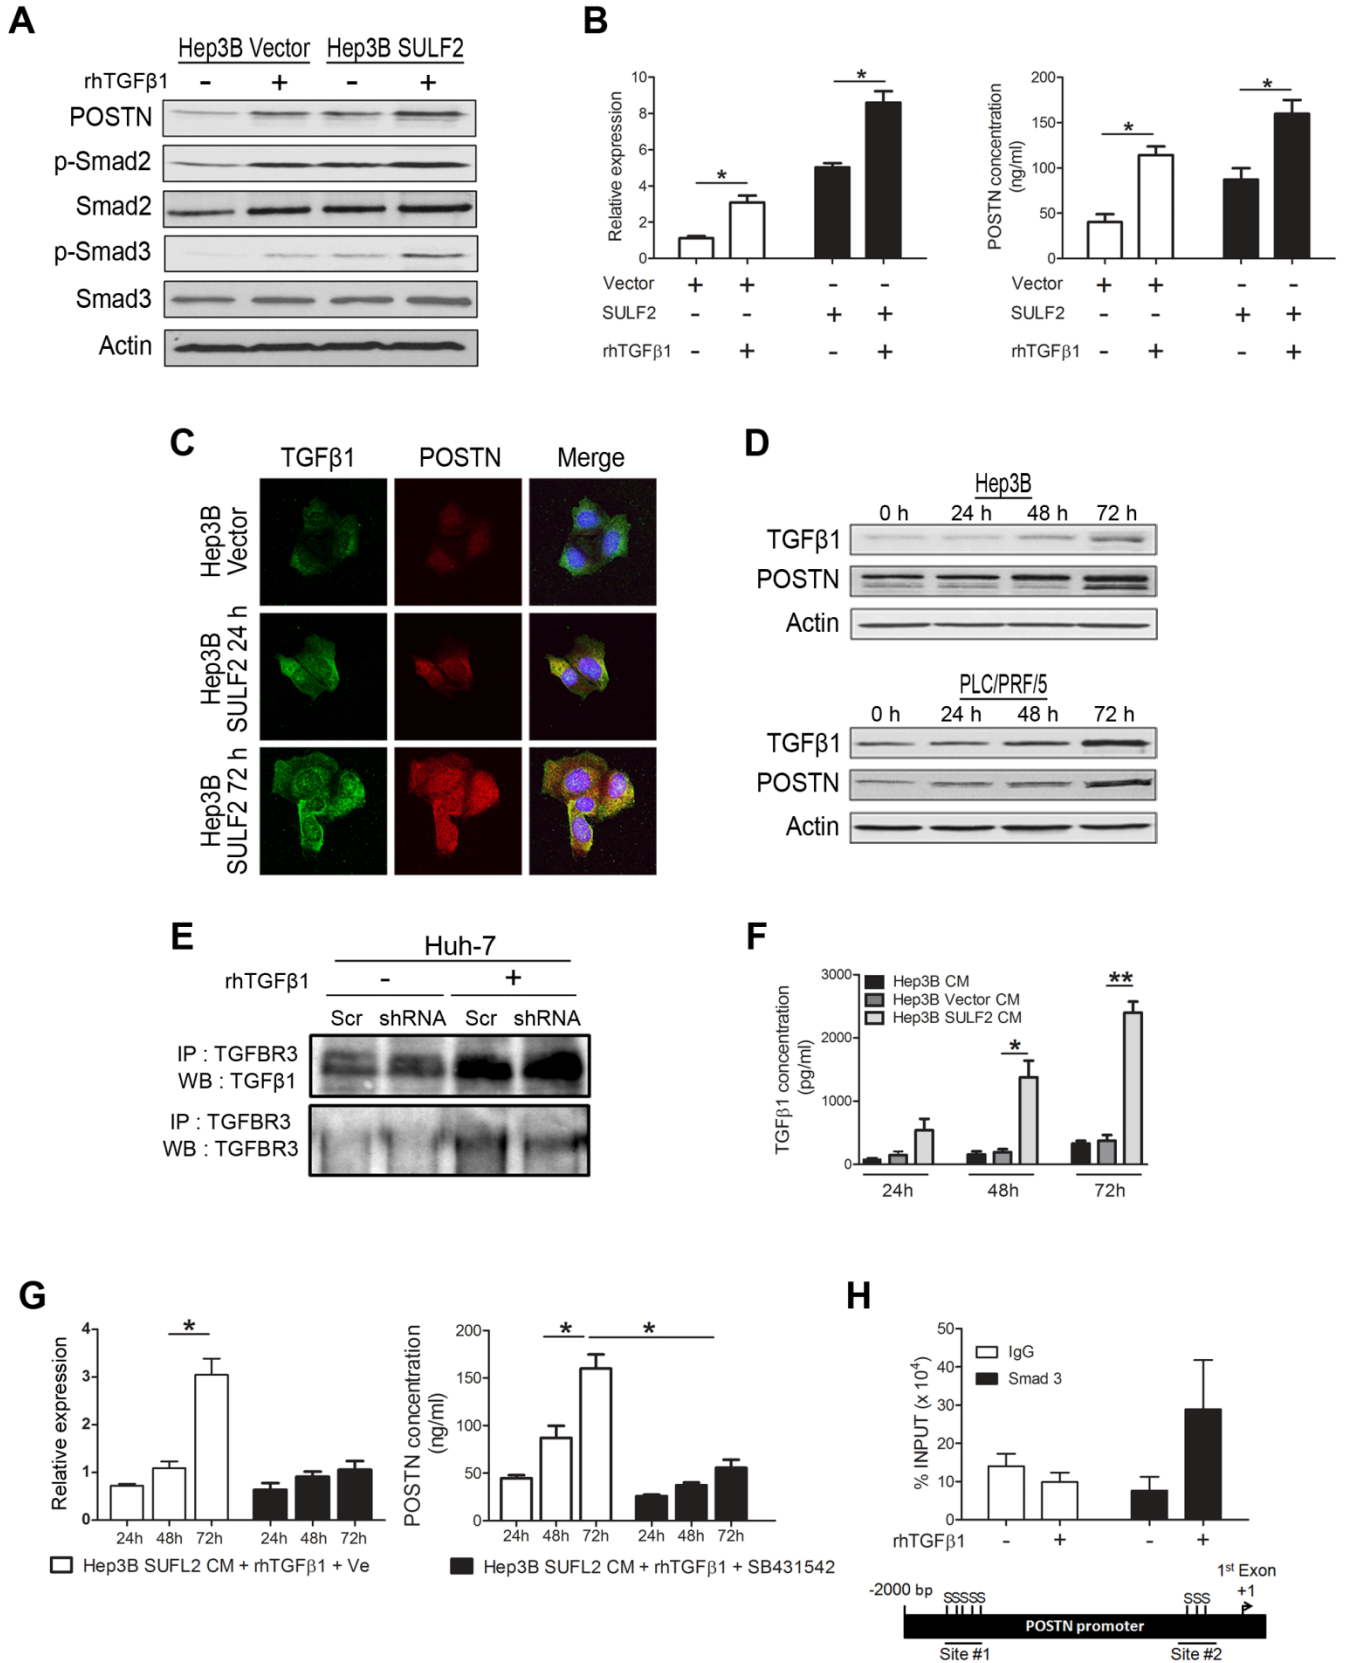 A
Hep3B Vector Hep3B SULF2
rhTGFβ1 - + - +
POSTN
p-Smad2
Smad2
p-Smad3
Smad3
Actin
B
Relative expression
10
8
6
4
2
0
* *
Vector + + - -
SULF2 - - + +
rhTGFβ1 - + - +
POSTN concentration
(ng/ml)
200
150
100
50
0
* *
Vector + + - -
SULF2 - - + +
rhTGFβ1 - + - +
C
TGFβ1 POSTN Merge
Hep3B
Vector
Hep3B
SULF2 24 h
Hep3B
SULF2 72 h
D
Hep3B
0 h 24 h 48 h 72 h
TGFβ1
POSTN
Actin
PLC/PRF/5
0 h 24 h 48 h 72 h
TGFβ1
POSTN
Actin
E
Huh-7
rhTGFβ1 - +
Scr shRNA Scr shRNA
IP : TGFBR3
WB : TGFβ1
IP : TGFBR3
WB : TGFBR3
F
TGFβ1 concentration
(pg/ml)
3000
2000
1000
0
Hep3B CM
Hep3B Vector CM
Hep3B SULF2 CM
* **
24h 48h 72h
G
Relative expression
4
3
2
1
0
*
24h 48h 72h 24h 48h 72h
POSTN concentration
(ng/ml)
200
150
100
50
0
* *
24h 48h 72h 24h 48h 72h
Hep3B SUFL2 CM + rhTGFβ1 + Ve
Hep3B SUFL2 CM + rhTGFβ1 + SB431542
H
% INPUT (x 10⁴)
50
40
30
20
10
0
IgG
Smad 3
rhTGFβ1 - + - +
1st Exon
-2000 bp SSSSS SSS +1
POSTN promoter
Site #1 Site #2